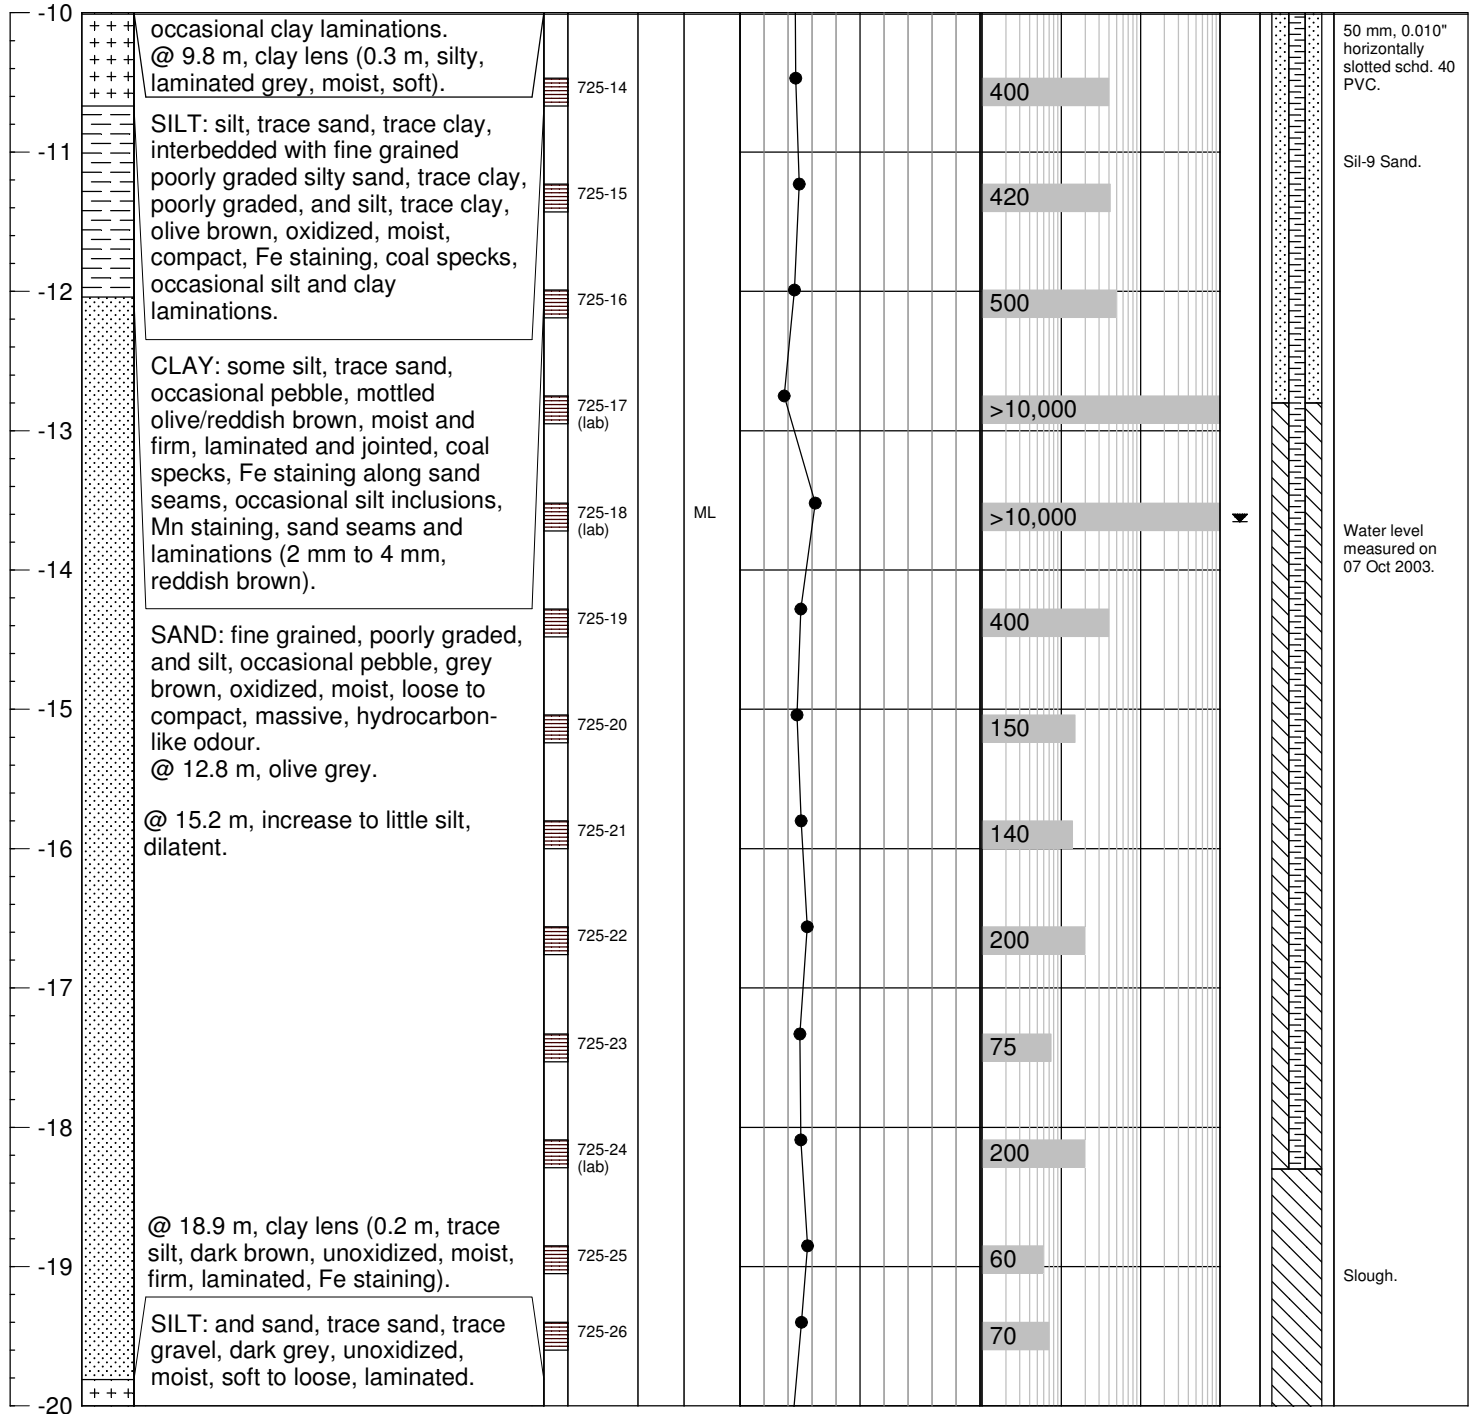 -10
-11
-12
-13
-14
-15
-16
-17
-18
-19
-20
occasional clay laminations.
@ 9.8 m, clay lens (0.3 m, silty,
laminated grey, moist, soft).
SILT: silt, trace sand, trace clay,
interbedded with fine grained
poorly graded silty sand, trace clay,
poorly graded, and silt, trace clay,
olive brown, oxidized, moist,
compact, Fe staining, coal specks,
occasional silt and clay
laminations.
CLAY: some silt, trace sand,
occasional pebble, mottled
olive/reddish brown, moist and
firm, laminated and jointed, coal
specks, Fe staining along sand
seams, occasional silt inclusions,
Mn staining, sand seams and
laminations (2 mm to 4 mm,
reddish brown).
SAND: fine grained, poorly graded,
and silt, occasional pebble, grey
brown, oxidized, moist, loose to
compact, massive, hydrocarbon-
like odour.
@ 12.8 m, olive grey.
@ 15.2 m, increase to little silt,
dilatent.
@ 18.9 m, clay lens (0.2 m, trace
silt, dark brown, unoxidized, moist,
firm, laminated, Fe staining).
SILT: and sand, trace sand, trace
gravel, dark grey, unoxidized,
moist, soft to loose, laminated.
725-14
725-15
725-16
725-17
(lab)
725-18
(lab)
725-19
725-20
725-21
725-22
725-23
725-24
(lab)
725-25
725-26
ML
400
420
500
>10,000
>10,000
400
150
140
200
75
200
60
70
50 mm, 0.010"
horizontally
slotted schd. 40
PVC.
Sil-9 Sand.
Water level
measured on
07 Oct 2003.
Slough.